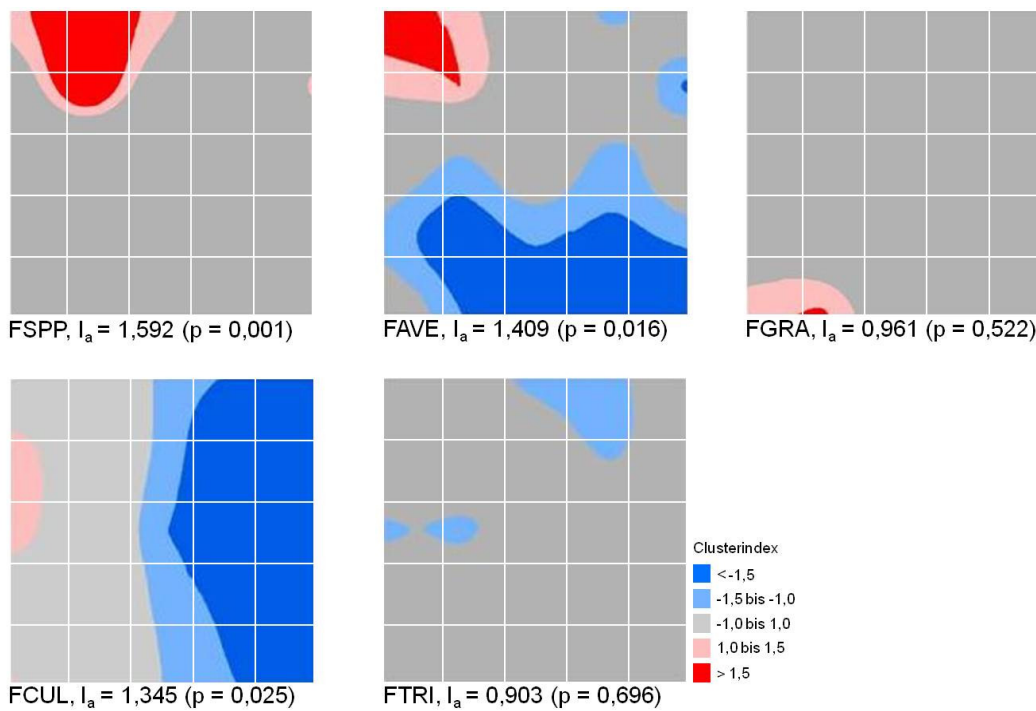 FSPP, Iₐ = 1,592 (p = 0,001)
FAVE, Iₐ = 1,409 (p = 0,016)
FGRA, Iₐ = 0,961 (p = 0,522)
FCUL, Iₐ = 1,345 (p = 0,025)
FTRI, Iₐ = 0,903 (p = 0,696)
Clusterindex
<-1,5
-1,5 bis -1,0
-1,0 bis 1,0
1,0 bis 1,5
> 1,5